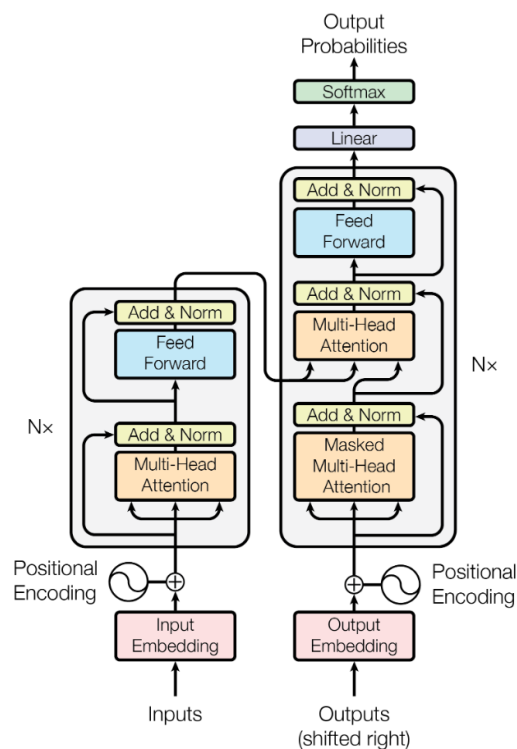 Output
Probabilities
Softmax
Linear
Add & Norm
Feed
Forward
Add & Norm
Multi-Head
Attention
Add & Norm
Masked
Multi-Head
Attention
N×
Positional
Encoding
Output
Embedding
Outputs
(shifted right)
Add & Norm
Feed
Forward
Add & Norm
Multi-Head
Attention
N×
Positional
Encoding
Input
Embedding
Inputs